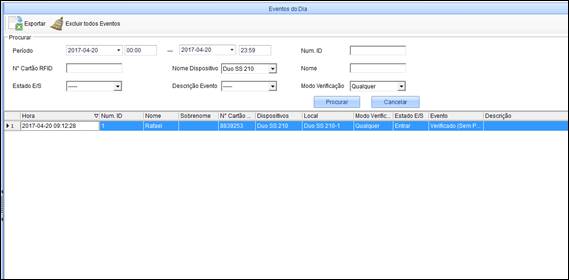 Eventos do Dia
Exportar Excluir todos Eventos
Procurar
Período 2017-04-20 00:00 --- 2017-04-20 23:59 Num. ID
N° Cartão RFID Nome Dispositivo Duo SS 210 Nome
Estado E/S ----- Descrição Evento ----- Modo Verificação Qualquer
Procurar Cancelar
Hora Num. ID Nome Sobrenome N° Cartão ... Dispositivos Local Modo Verific... Estado E/S Evento Descrição
1 2017-04-20 09:12:28 1 Rafael 8839253 Duo SS 210 Duo SS 210-1 Qualquer Entrar Verificado (Sem P...